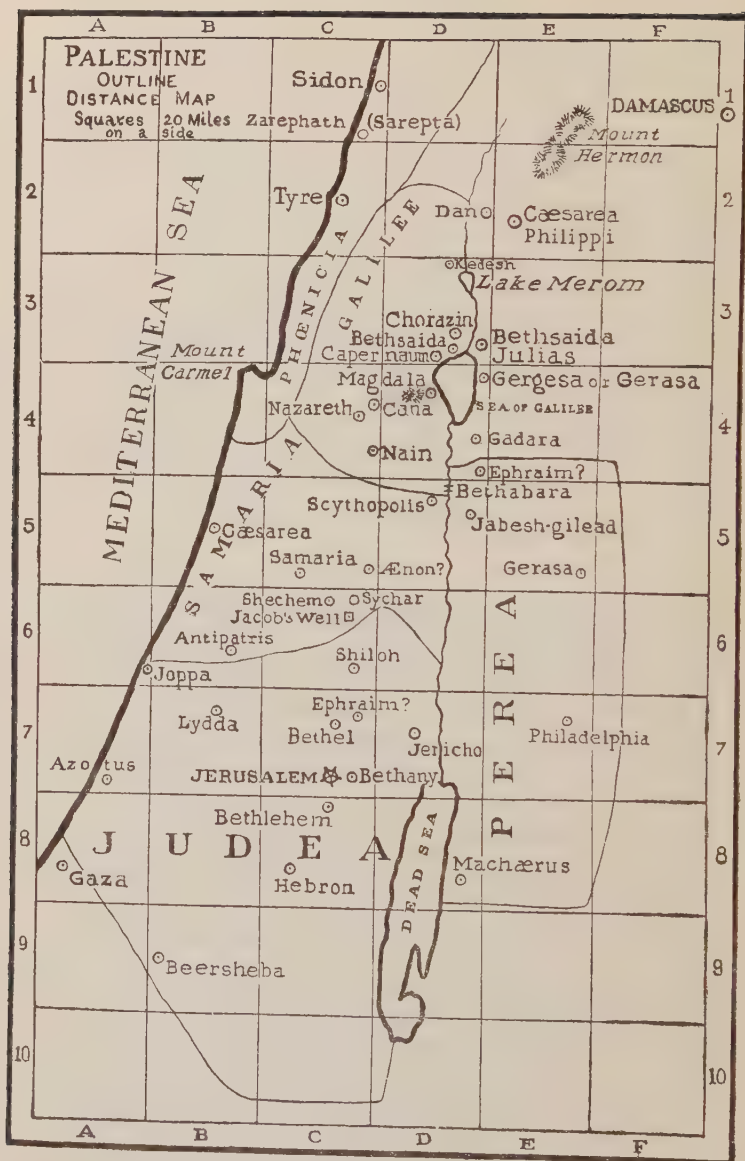 A B C D E F
PALESTINE
OUTLINE
DISTANCE MAP
Squares 20 Miles
on a side
1
1
Sidon
Zarephath (Sarepta)
DAMASCUS
Mount
Hermon
2
2
Tyre
Dan
Cæsarea
Philippi
MEDITERRANEAN SEA
PHŒNICIA
GALILEE
3
3
Kedesh
Lake Merom
Chorazin
Bethsaida
Capernaum
Bethsaida
Julias
Mount
Carmel
4
4
Magdala
Gergesa or Gerasa
Nazareth
Cana
SEA OF GALILEE
Nain
Gadara
Ephraim?
SAMARIA
5
5
Bethabara
Scythopolis
Jabesh-gilead
Cæsarea
Samaria
Ænon?
Gerasa
6
6
Shechem
Sychar
Jacob's Well
Antipatris
Shiloh
Joppa
PEREA
7
7
Ephraim?
Lydda
Bethel
Jericho
Philadelphia
Azotus
JERUSALEM
Bethany
8
8
Bethlehem
JUDEA
Gaza
Hebron
DEAD SEA
Machærus
9
9
Beersheba
10
10
A B C D E F